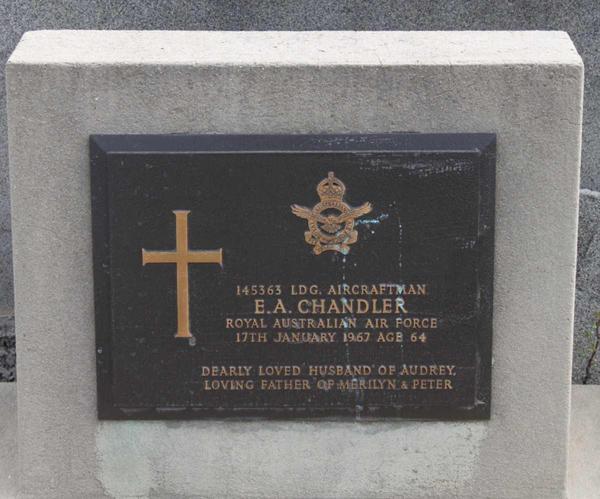 145363 LDG. AIRCRAFTMAN
E.A. CHANDLER
ROYAL AUSTRALIAN AIR FORCE
17TH JANUARY 1967 AGE 64
DEARLY LOVED HUSBAND OF AUDREY,
LOVING FATHER OF MERILYN & PETER